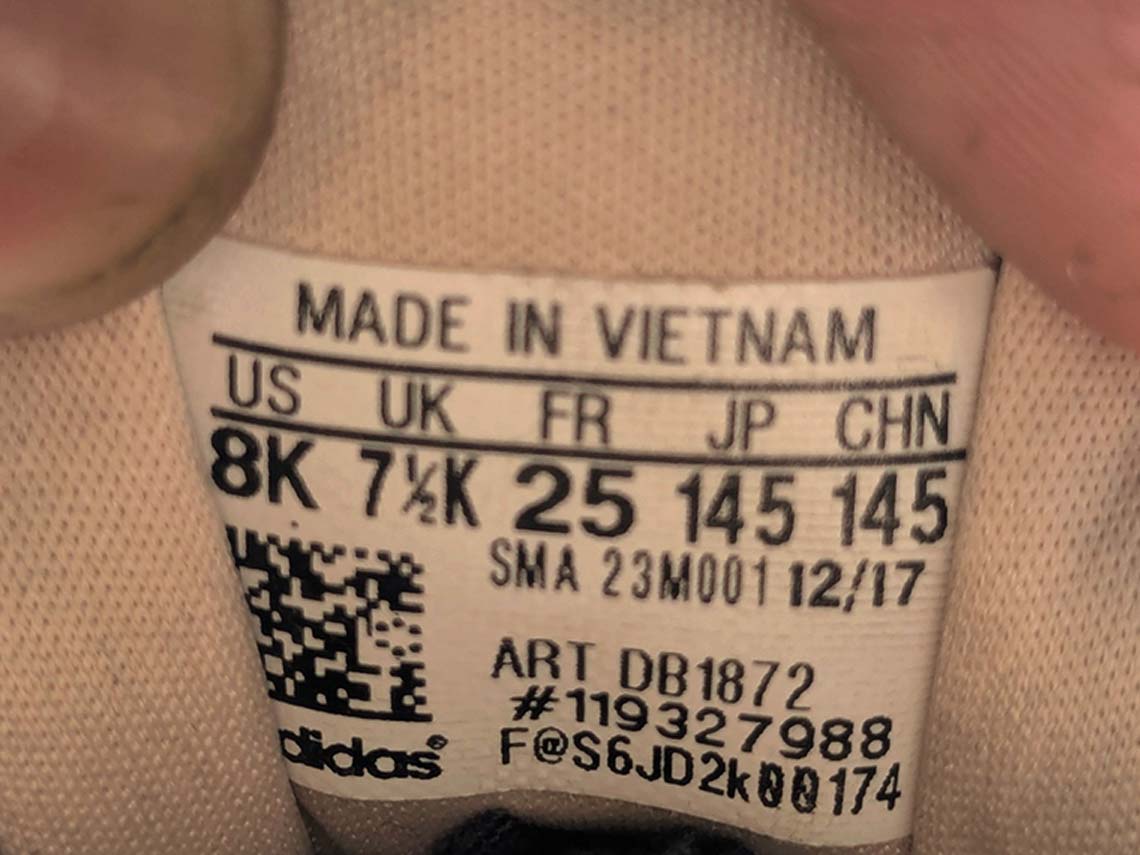 MADE IN VIETNAM
US UK FR JP CHN
8K 7½K 25 145 145
SMA 23M001 12/17
ART DB1872
#119327988
F@S6JD2k00174
adidas®